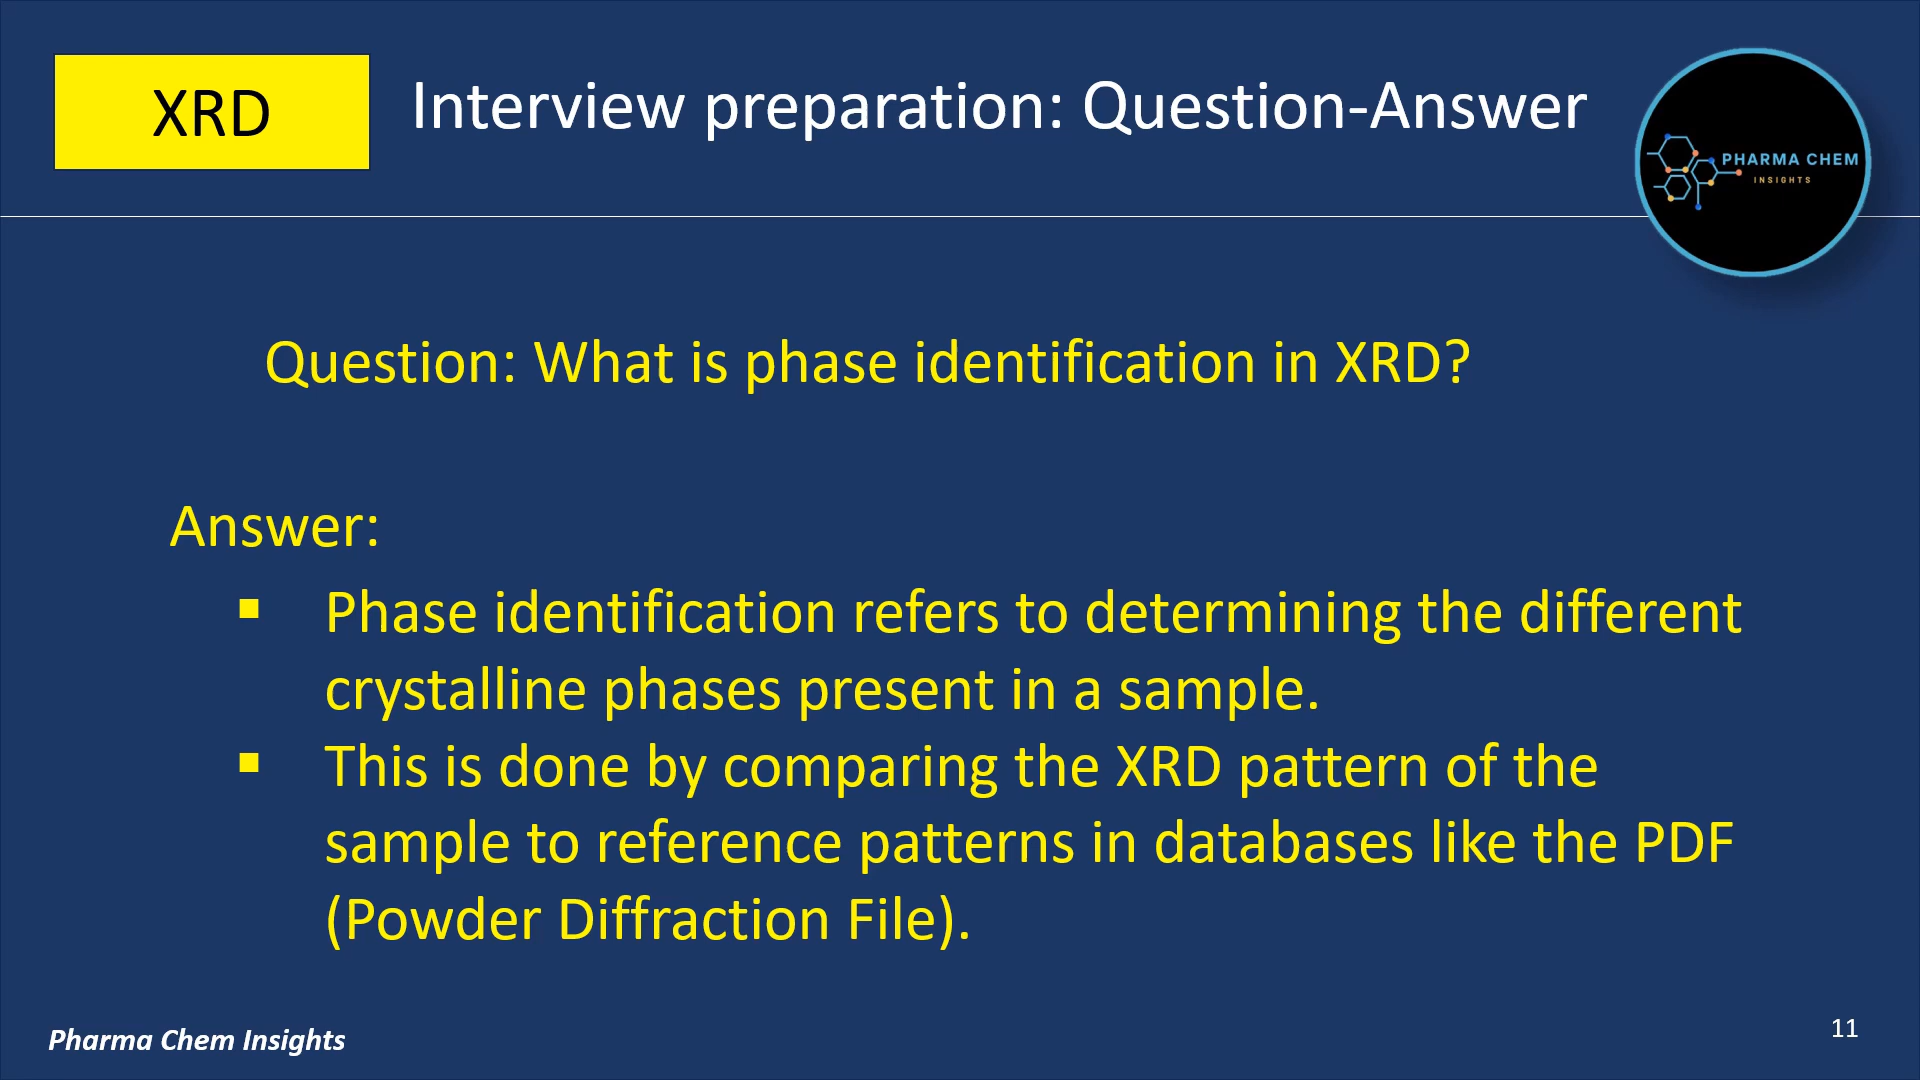 XRD
Interview preparation: Question-Answer
PHARMA CHEM
INSIGHTS
Question: What is phase identification in XRD?
Answer:
▪ Phase identification refers to determining the different
crystalline phases present in a sample.
▪ This is done by comparing the XRD pattern of the
sample to reference patterns in databases like the PDF
(Powder Diffraction File).
Pharma Chem Insights
11